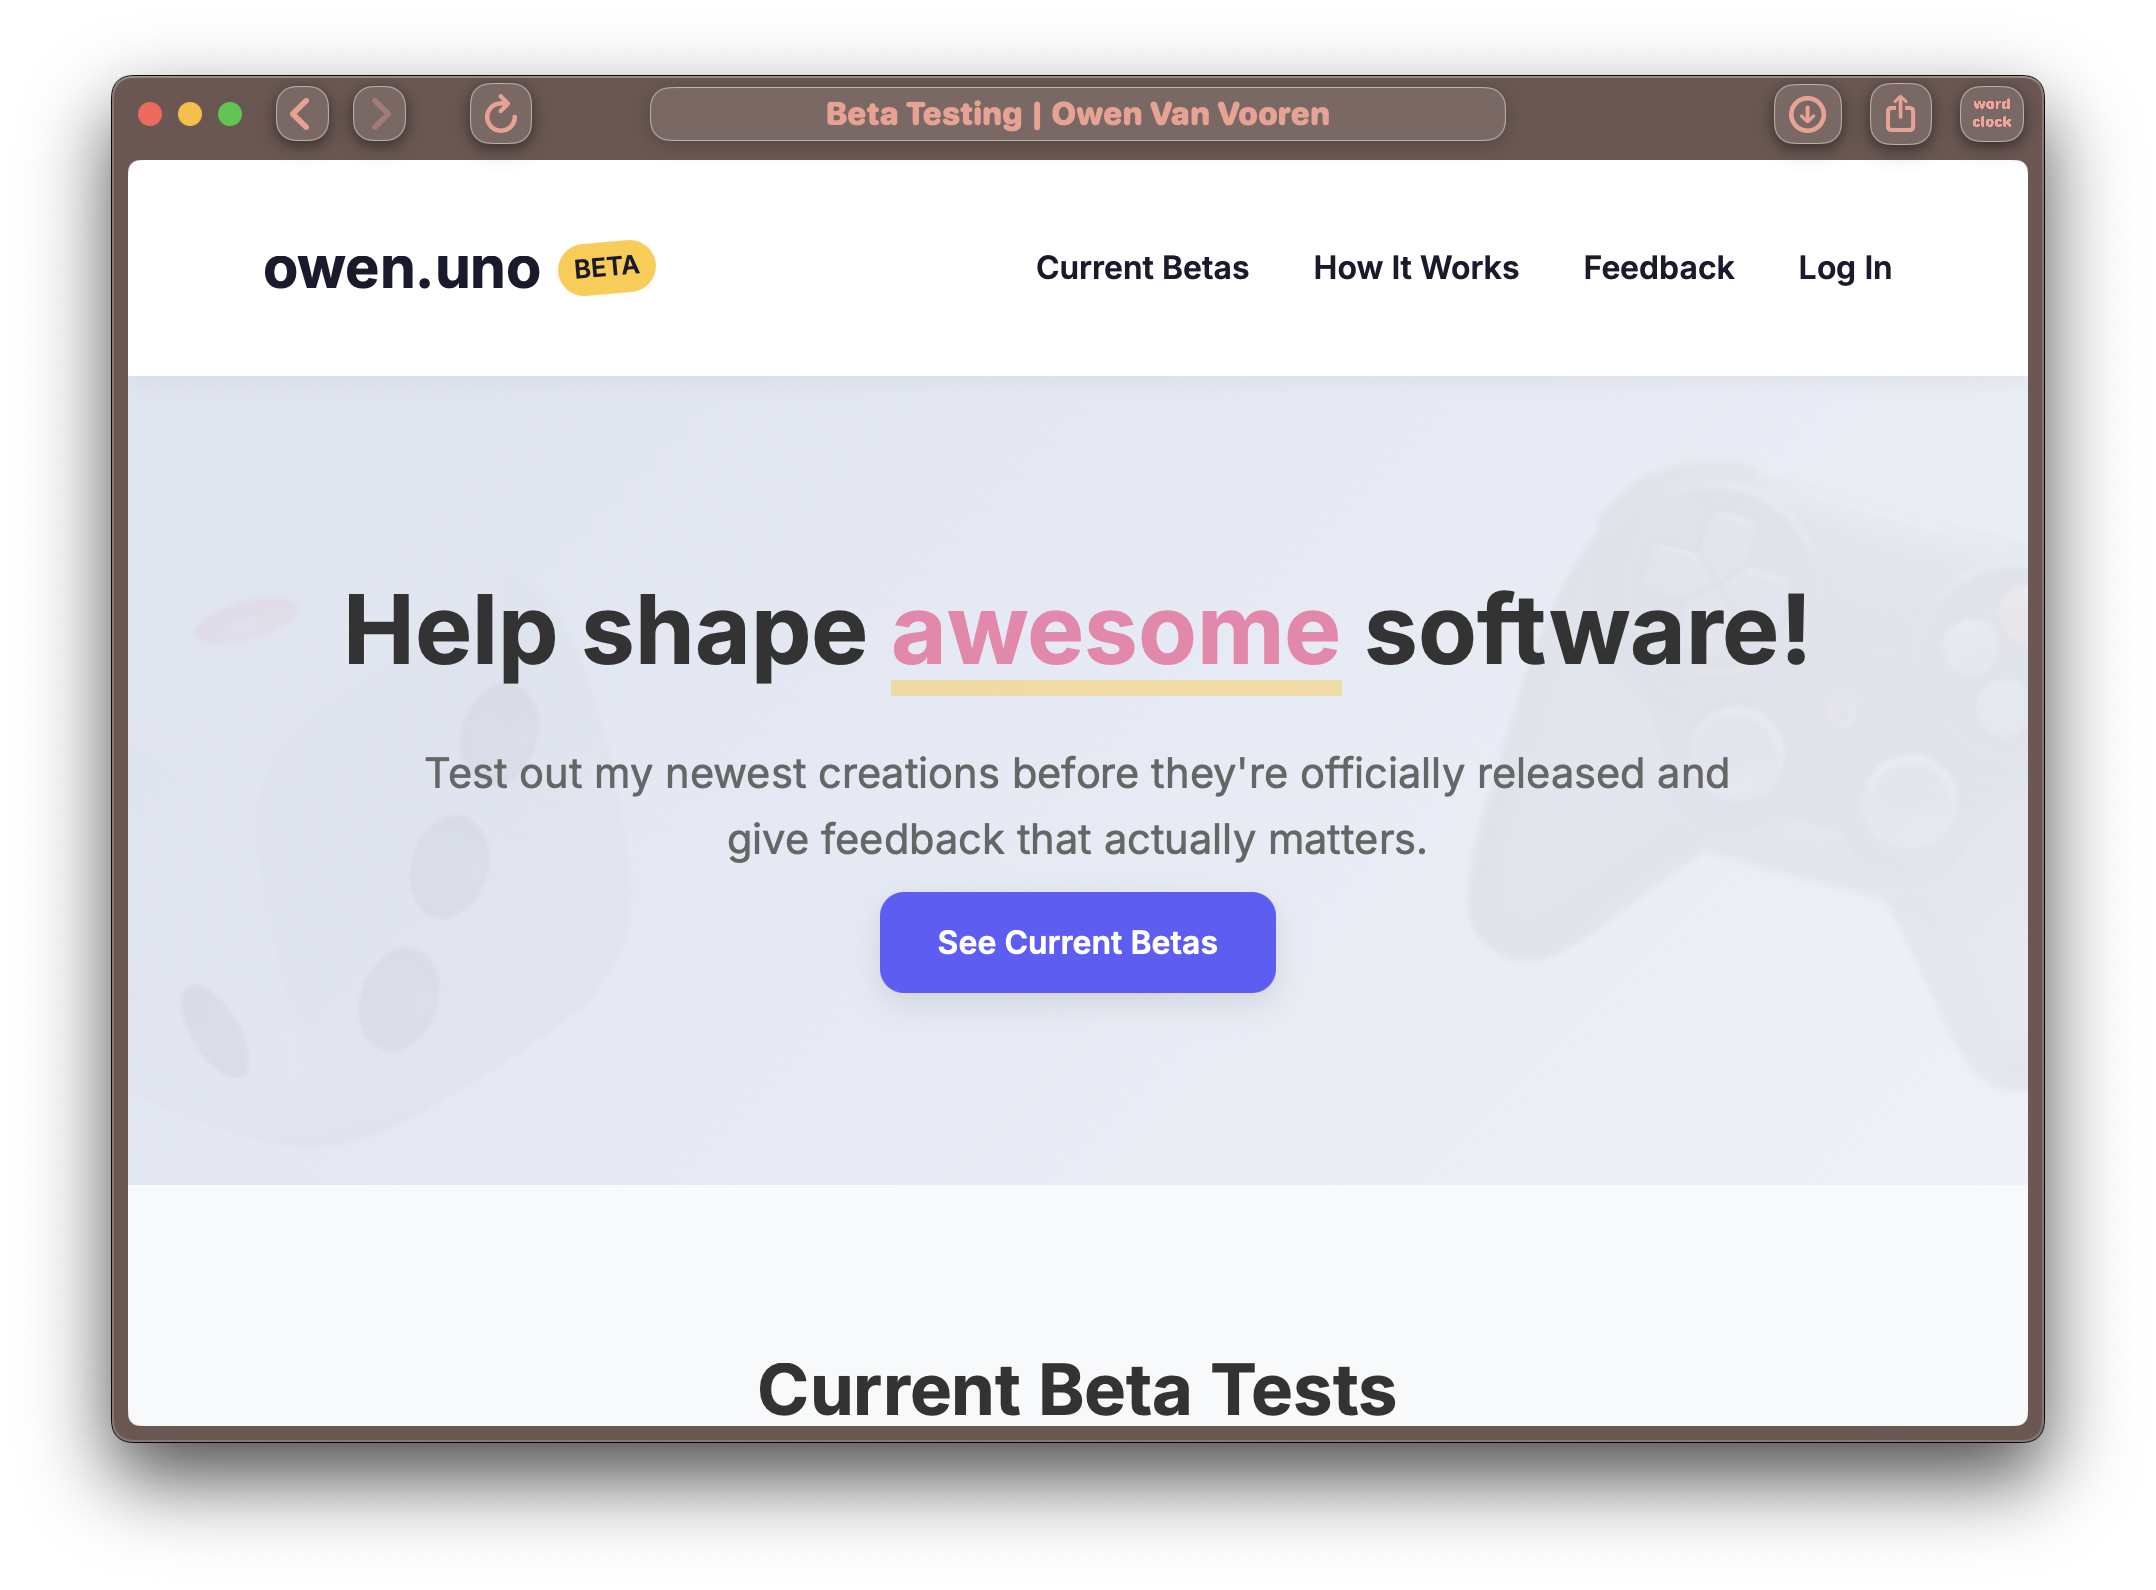 Beta Testing | Owen Van Vooren
word
clock
owen.uno BETA
Current Betas How It Works Feedback Log In
Help shape awesome software!
Test out my newest creations before they're officially released and
give feedback that actually matters.
See Current Betas
Current Beta Tests